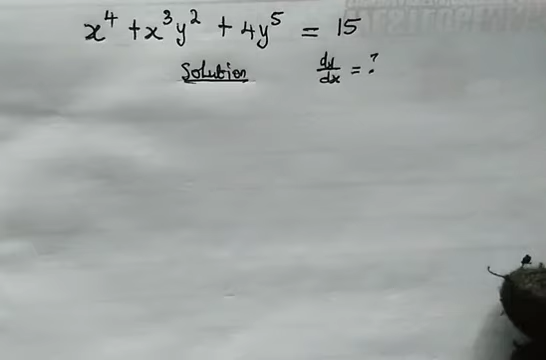 x⁴ + x³y² + 4y⁵ = 15
Solution dy/dx = ?